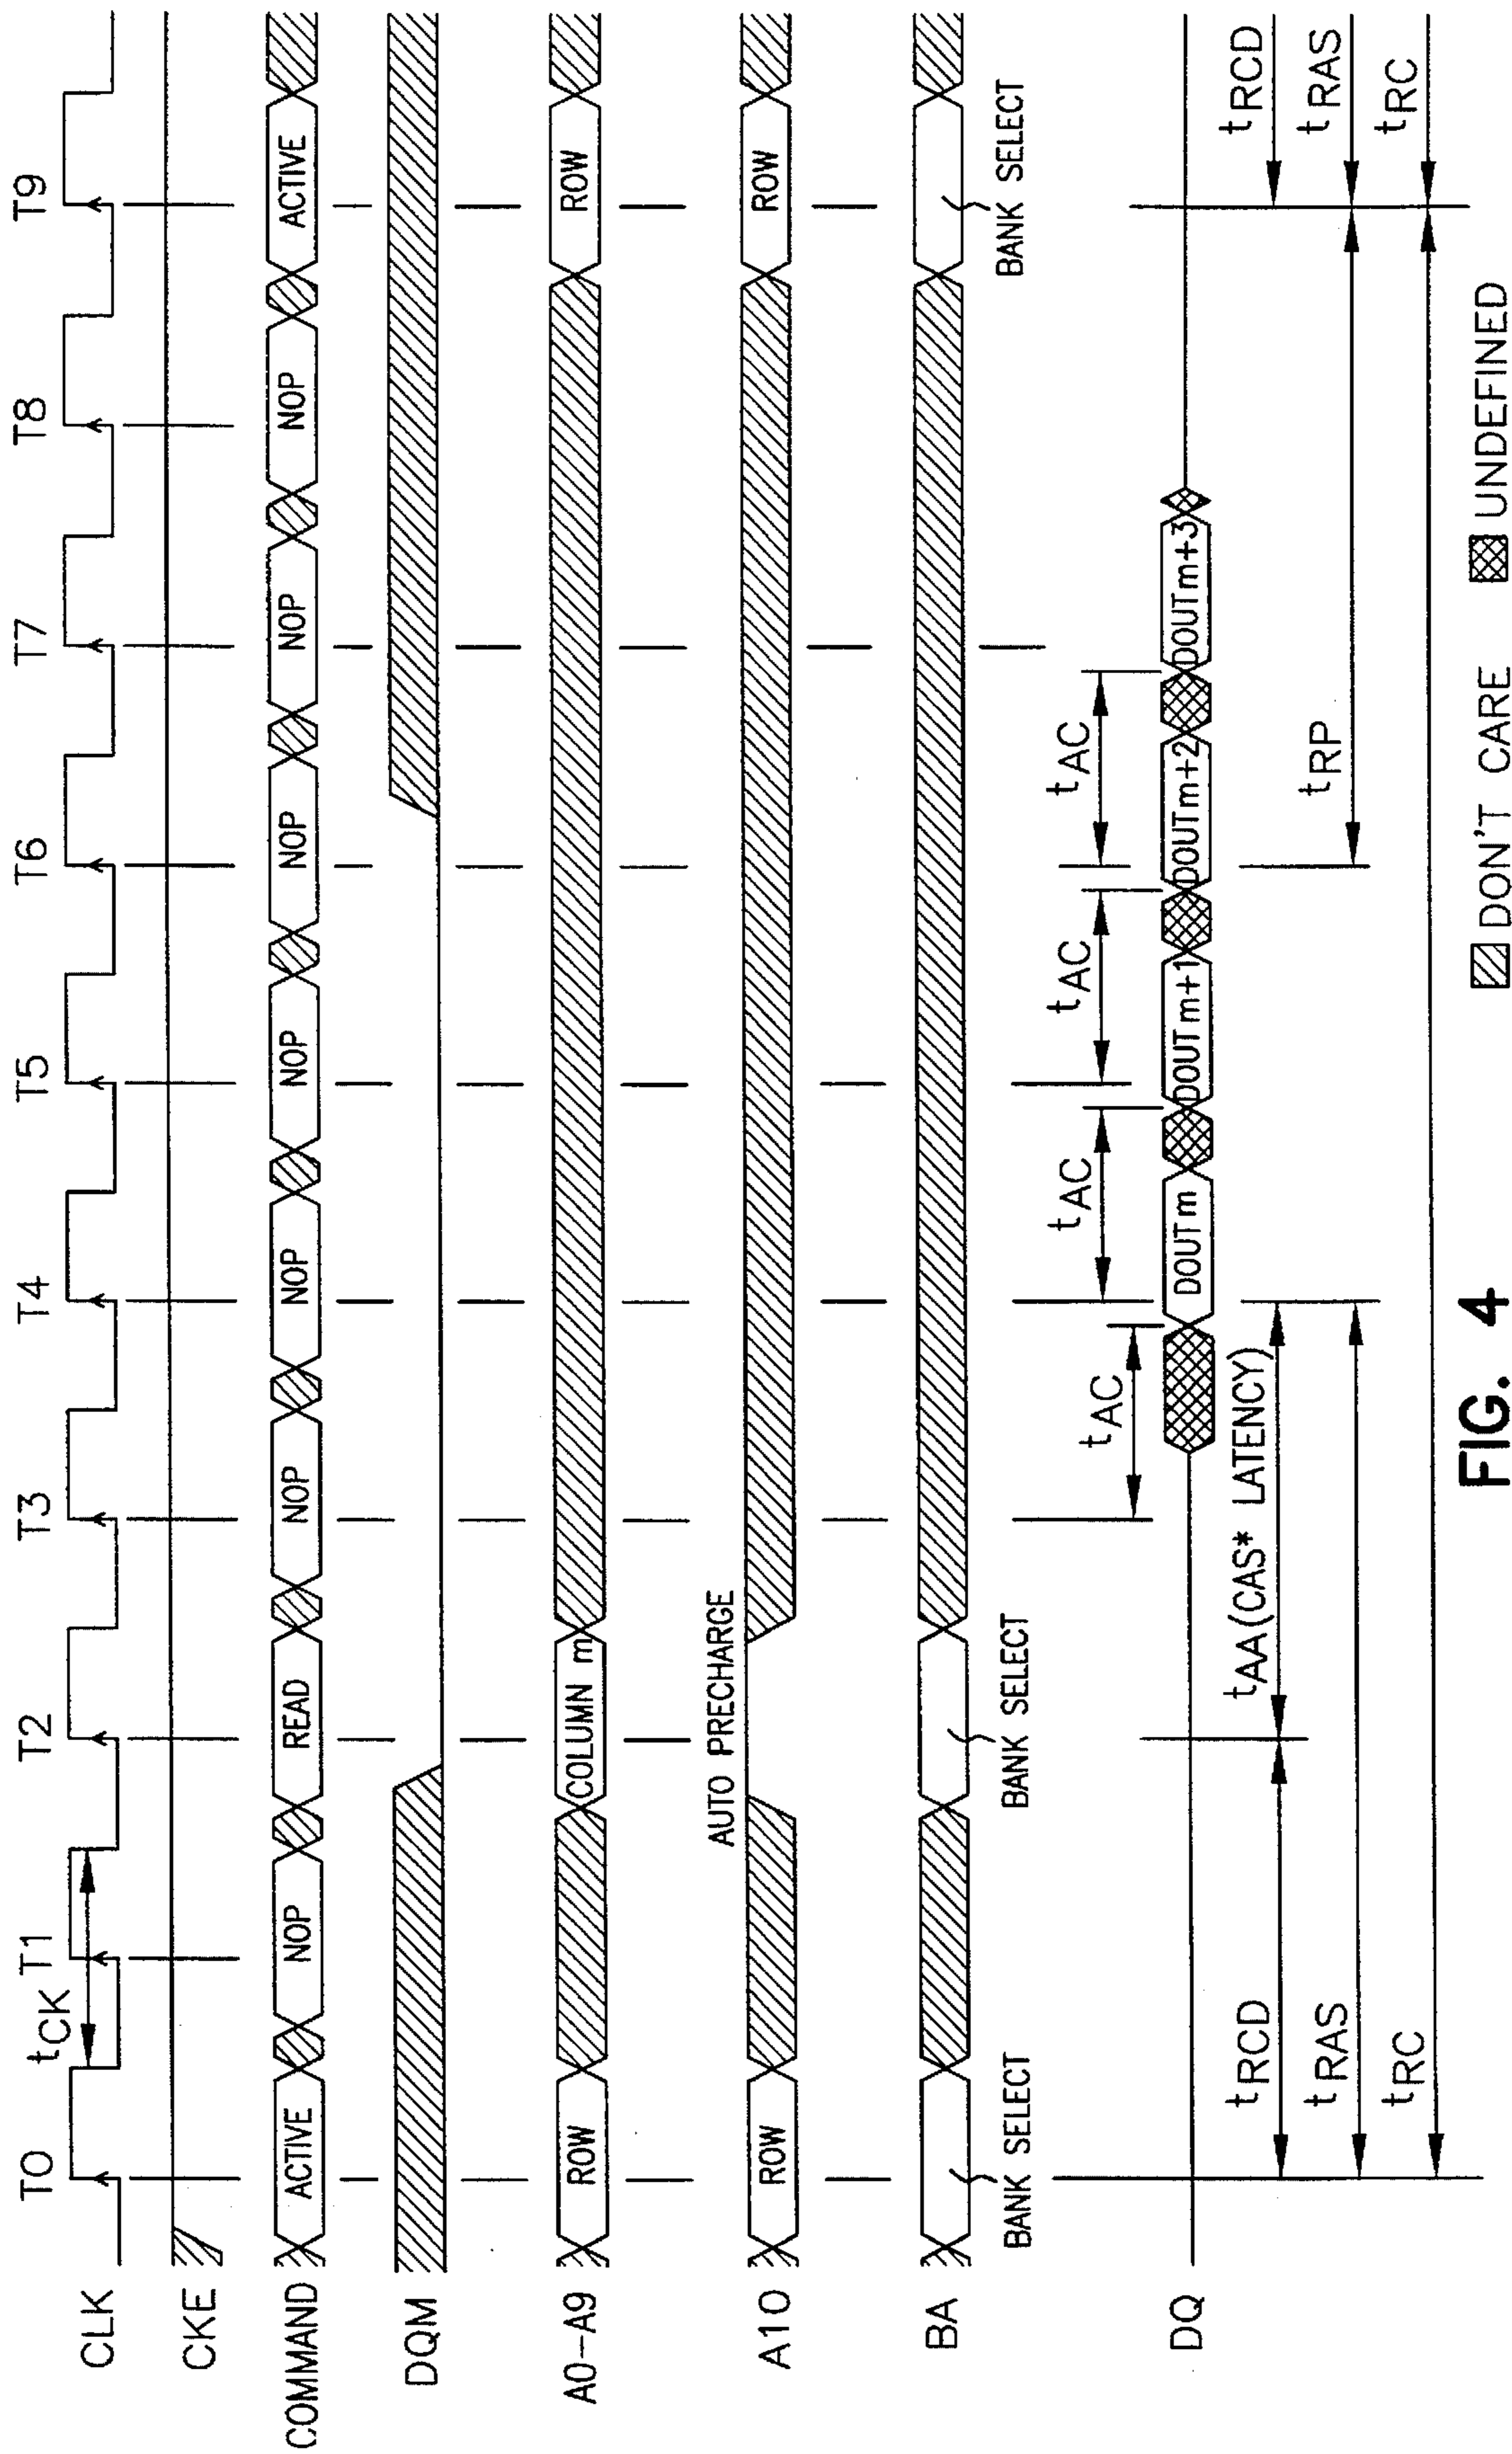 T0 T1 T2 T3 T4 T5 T6 T7 T8 T9
tCK
CLK
CKE
COMMAND ACTIVE NOP READ NOP NOP NOP NOP NOP NOP ACTIVE
DQM
A0-A9 ROW COLUMN m ROW
AUTO PRECHARGE
A10 ROW ROW
BA
BANK SELECT BANK SELECT BANK SELECT
tAC tAC tAC tAC
DQ DOUT m DOUT m+1 DOUT m+2 DOUT m+3
tRCD tAA (CAS* LATENCY) tRCD
tRAS tRP tRAS
tRC tRC
DON'T CARE UNDEFINED
FIG. 4